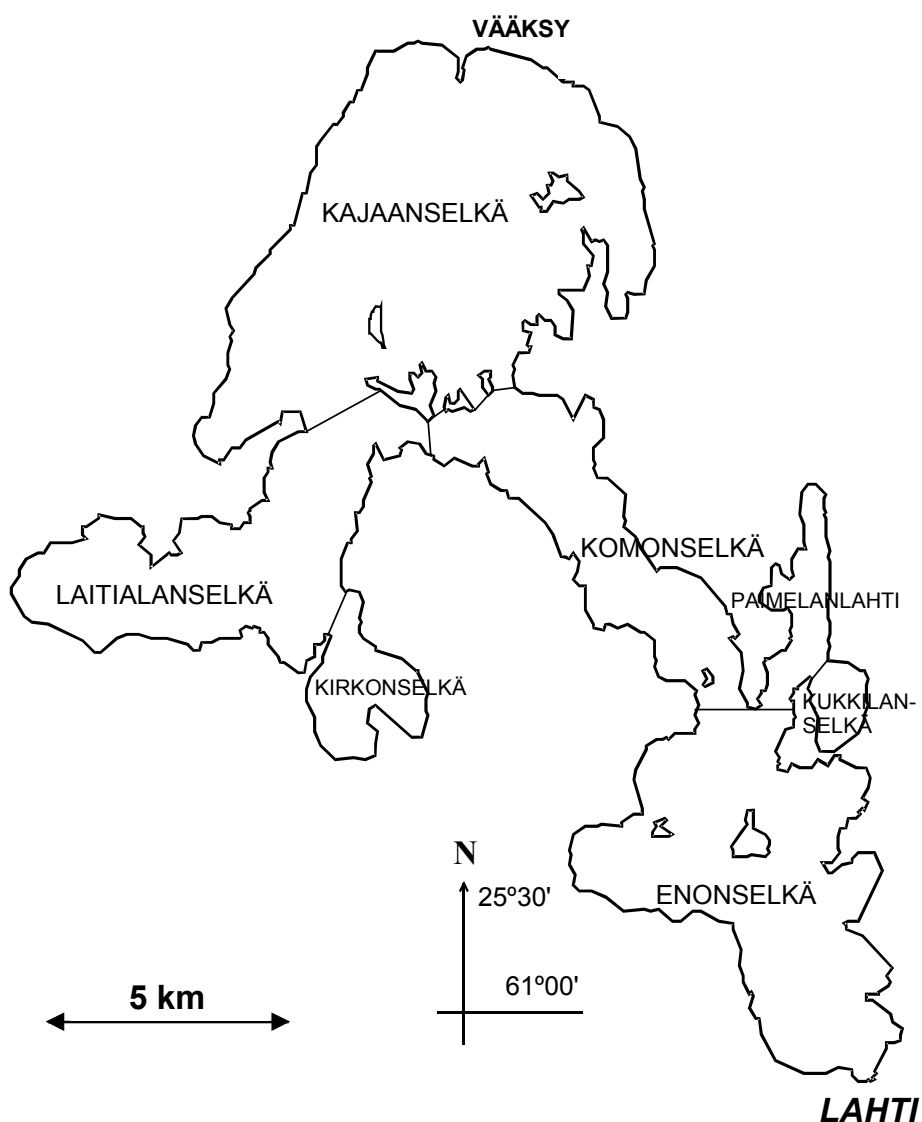 VÄÄKSY
KAJAANSELKÄ
KOMONSELKÄ
LAITIALANSELKÄ
PAIMELANLAHTI
KIRKONSELKÄ
KUKKILAN-
SELKÄ
N
25º30'
ENONSELKÄ
61º00'
5 km
LAHTI